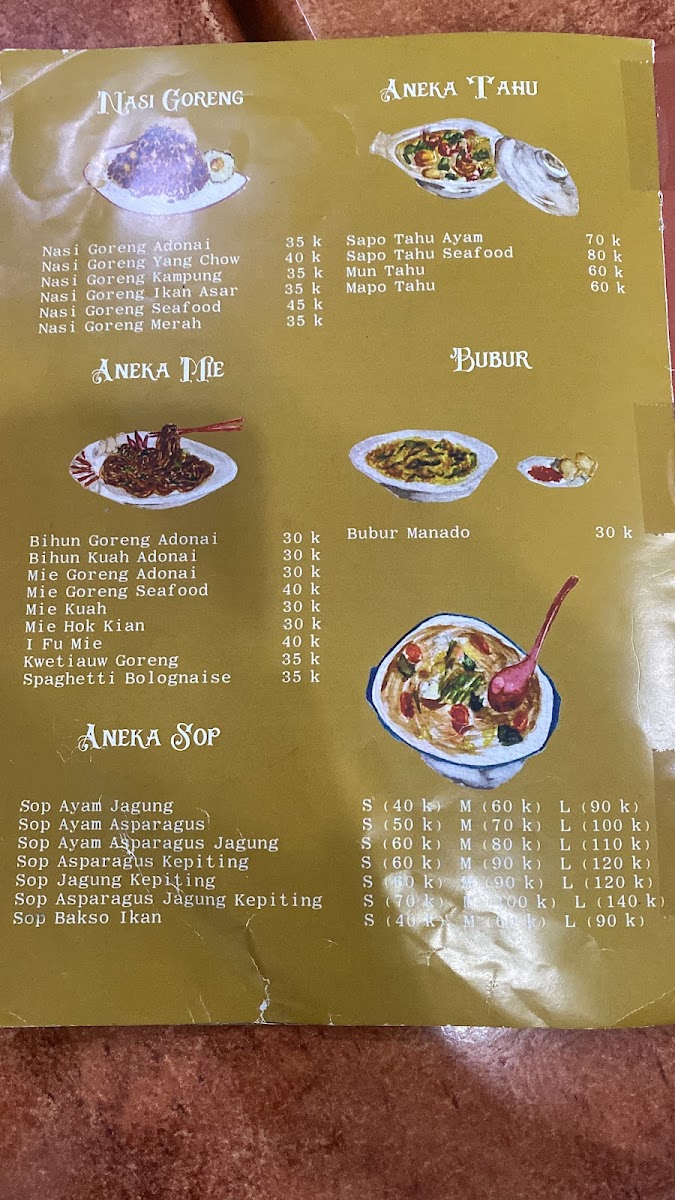 Nasi Goreng
Nasi Goreng Adonai 35 k
Nasi Goreng Yang Chow 40 k
Nasi Goreng Kampung 35 k
Nasi Goreng Ikan Asar 35 k
Nasi Goreng Seafood 45 k
Nasi Goreng Merah 35 k
Aneka Tahu
Sapo Tahu Ayam 70 k
Sapo Tahu Seafood 80 k
Mun Tahu 60 k
Mapo Tahu 60 k
Aneka Mie
Bihun Goreng Adonai 30 k
Bihun Kuah Adonai 30 k
Mie Goreng Adonai 30 k
Mie Goreng Seafood 40 k
Mie Kuah 30 k
Mie Hok Kian 30 k
I Fu Mie 40 k
Kwetiauw Goreng 35 k
Spaghetti Bolognaise 35 k
Bubur
Bubur Manado 30 k
Aneka Sop
Sop Ayam Jagung S (40 k) M (60 k) L (90 k)
Sop Ayam Asparagus S (50 k) M (70 k) L (100 k)
Sop Ayam Asparagus Jagung S (60 k) M (80 k) L (110 k)
Sop Asparagus Kepiting S (60 k) M (90 k) L (120 k)
Sop Jagung Kepiting S (60 k) M (90 k) L (120 k)
Sop Asparagus Jagung Kepiting S (70 k) M (100 k) L (140 k)
Sop Bakso Ikan S (40 k) M (60 k) L (90 k)